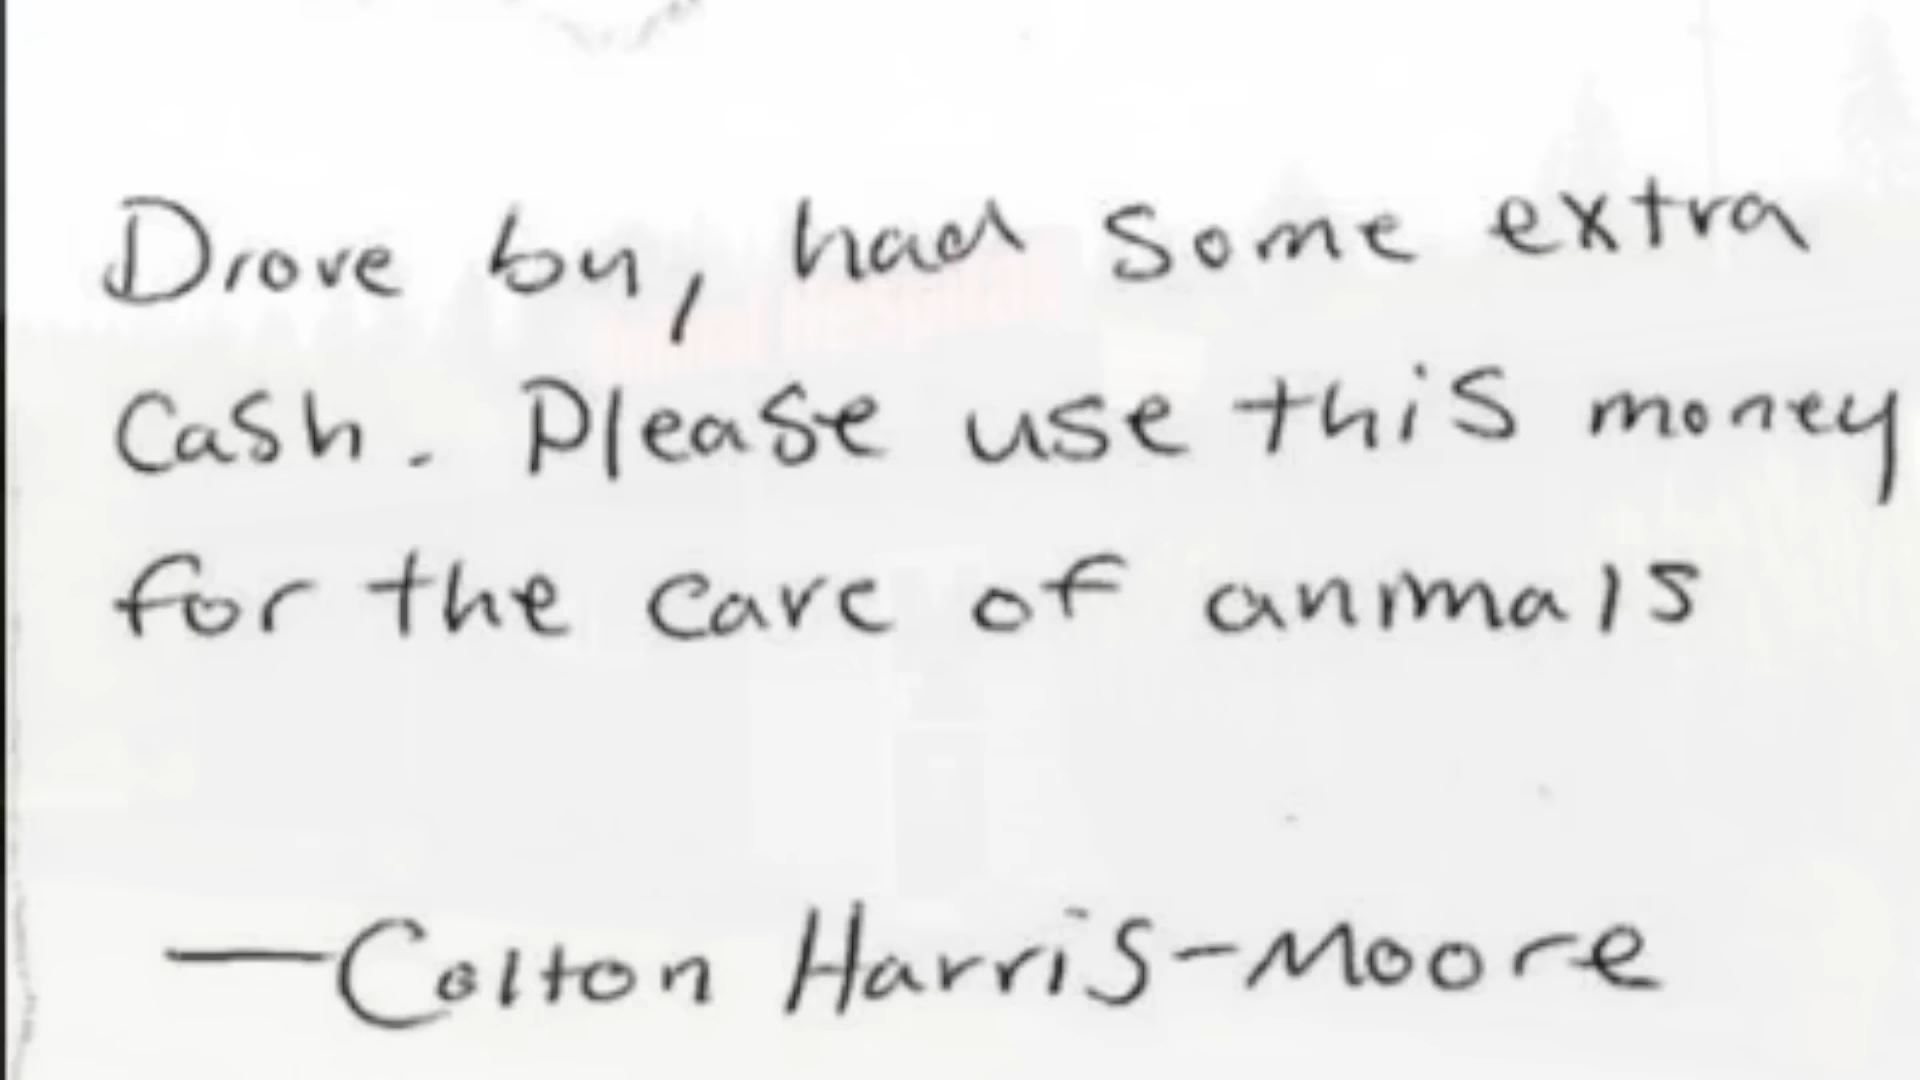 Drove by, had some extra
cash. Please use this money
for the care of animals
—Colton Harris-Moore